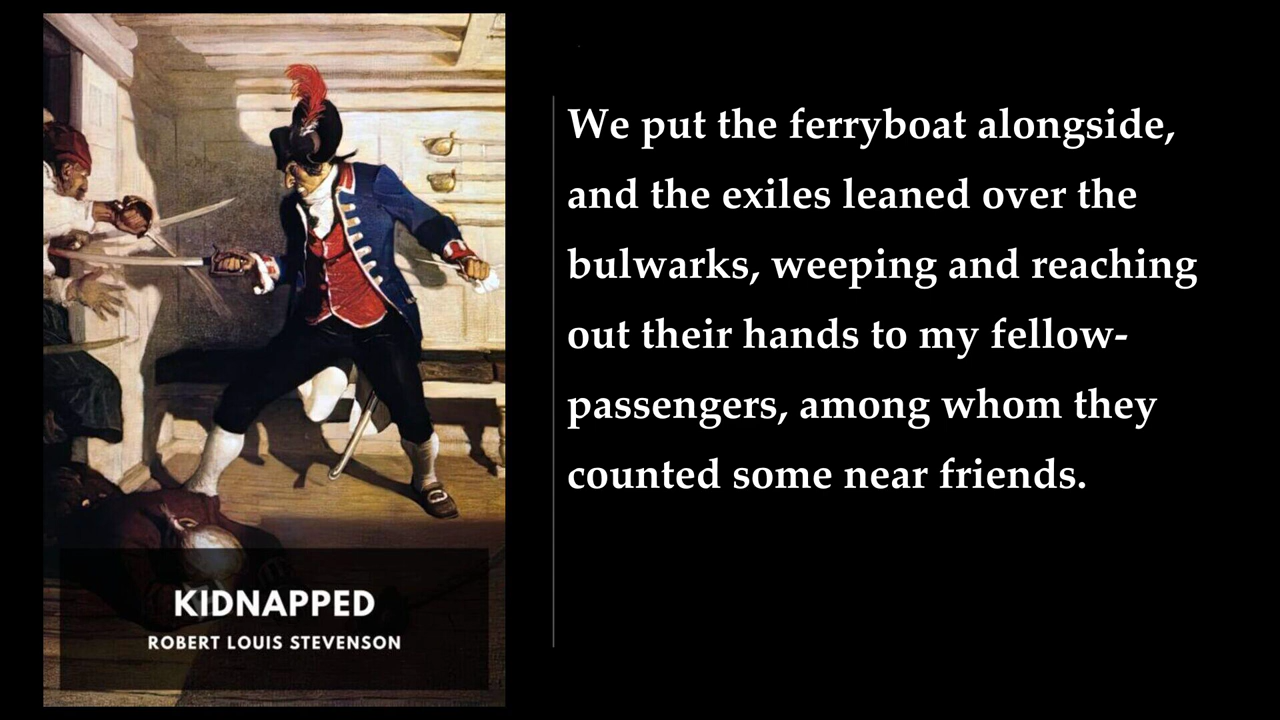 KIDNAPPED
ROBERT LOUIS STEVENSON
We put the ferryboat alongside,
and the exiles leaned over the
bulwarks, weeping and reaching
out their hands to my fellow-
passengers, among whom they
counted some near friends.